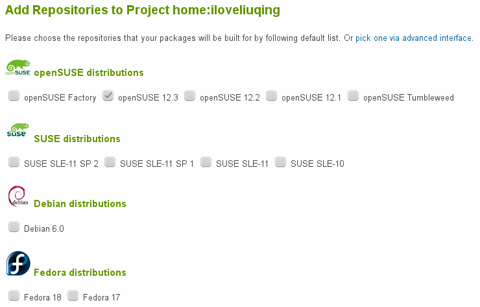 Add Repositories to Project home:iloveliuqing
Please choose the repositories that your packages will be built for by following default list. Or pick one via advanced interface.
openSUSE openSUSE distributions
openSUSE Factory openSUSE 12.3 openSUSE 12.2 openSUSE 12.1 openSUSE Tumbleweed
SUSE SUSE distributions
SUSE SLE-11 SP 2 SUSE SLE-11 SP 1 SUSE SLE-11 SUSE SLE-10
debian Debian distributions
Debian 6.0
Fedora distributions
Fedora 18 Fedora 17